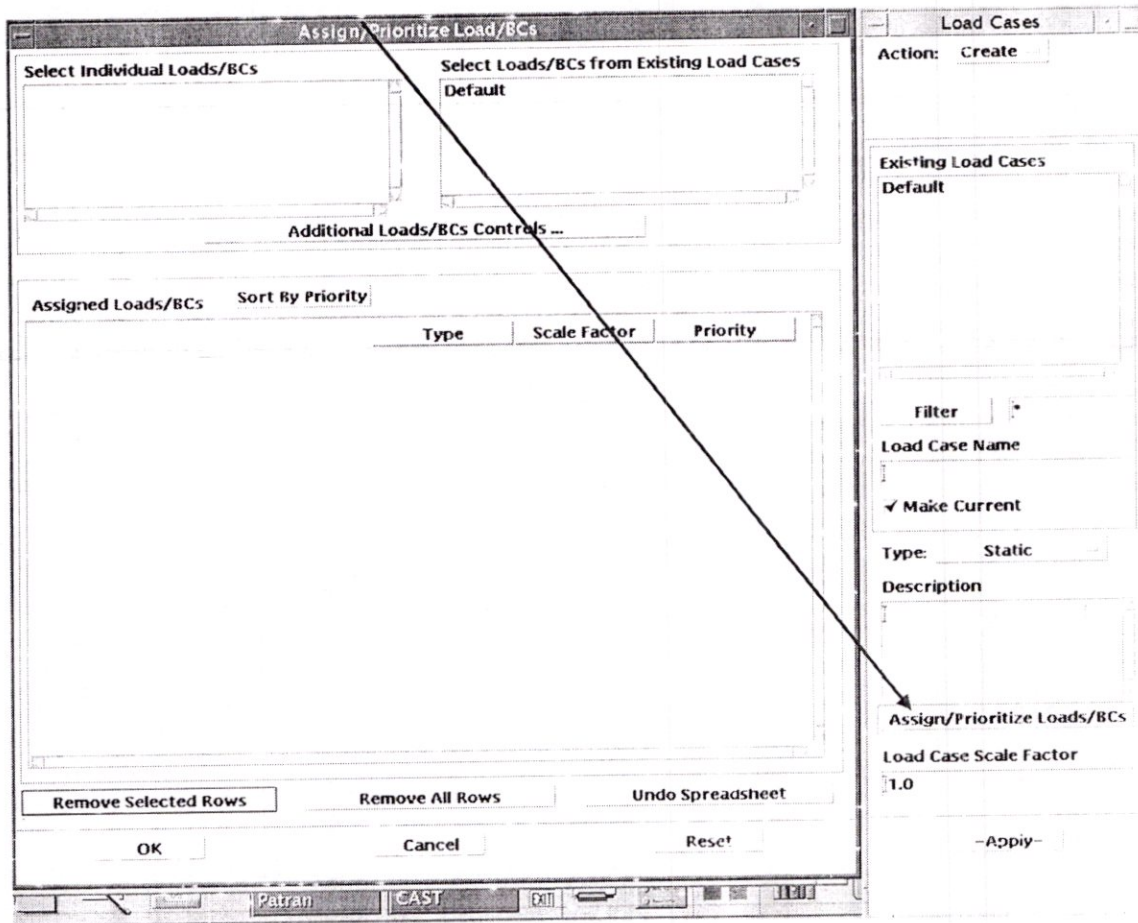 Assign/Prioritize Load/BCs
Select Individual Loads/BCs
Select Loads/BCs from Existing Load Cases
Default
Additional Loads/BCs Controls ...
Assigned Loads/BCs
Sort By Priority
Type
Scale Factor
Priority
Remove Selected Rows
Remove All Rows
Undo Spreadsheet
OK
Cancel
Reset
Patran
CAST
EXIT
Load Cases
Action: Create
Existing Load Cases
Default
Filter
*
Load Case Name
✓ Make Current
Type: Static
Description
Assign/Prioritize Loads/BCs
Load Case Scale Factor
1.0
-Apply-